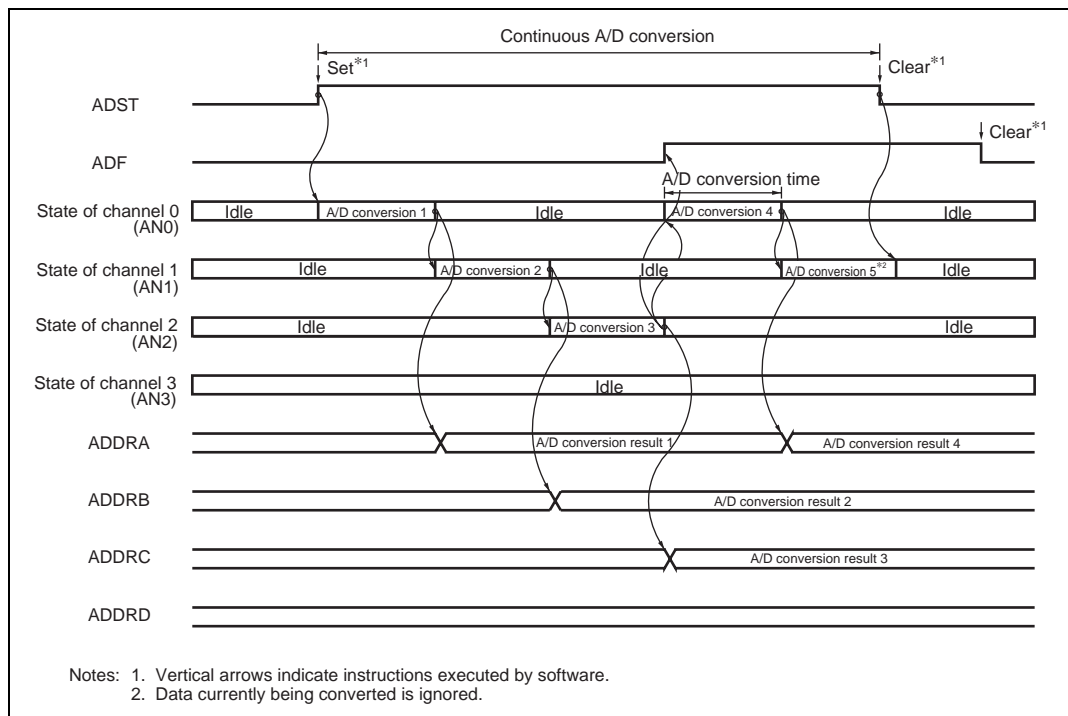 Continuous A/D conversion
Set*1 Clear*1
ADST
Clear*1
ADF
A/D conversion time
State of channel 0 (AN0) Idle A/D conversion 1 Idle A/D conversion 4 Idle
State of channel 1 (AN1) Idle A/D conversion 2 Idle A/D conversion 5*2 Idle
State of channel 2 (AN2) Idle A/D conversion 3 Idle
State of channel 3 (AN3) Idle
ADDRA A/D conversion result 1 A/D conversion result 4
ADDRB A/D conversion result 2
ADDRC A/D conversion result 3
ADDRD
Notes: 1. Vertical arrows indicate instructions executed by software.
2. Data currently being converted is ignored.